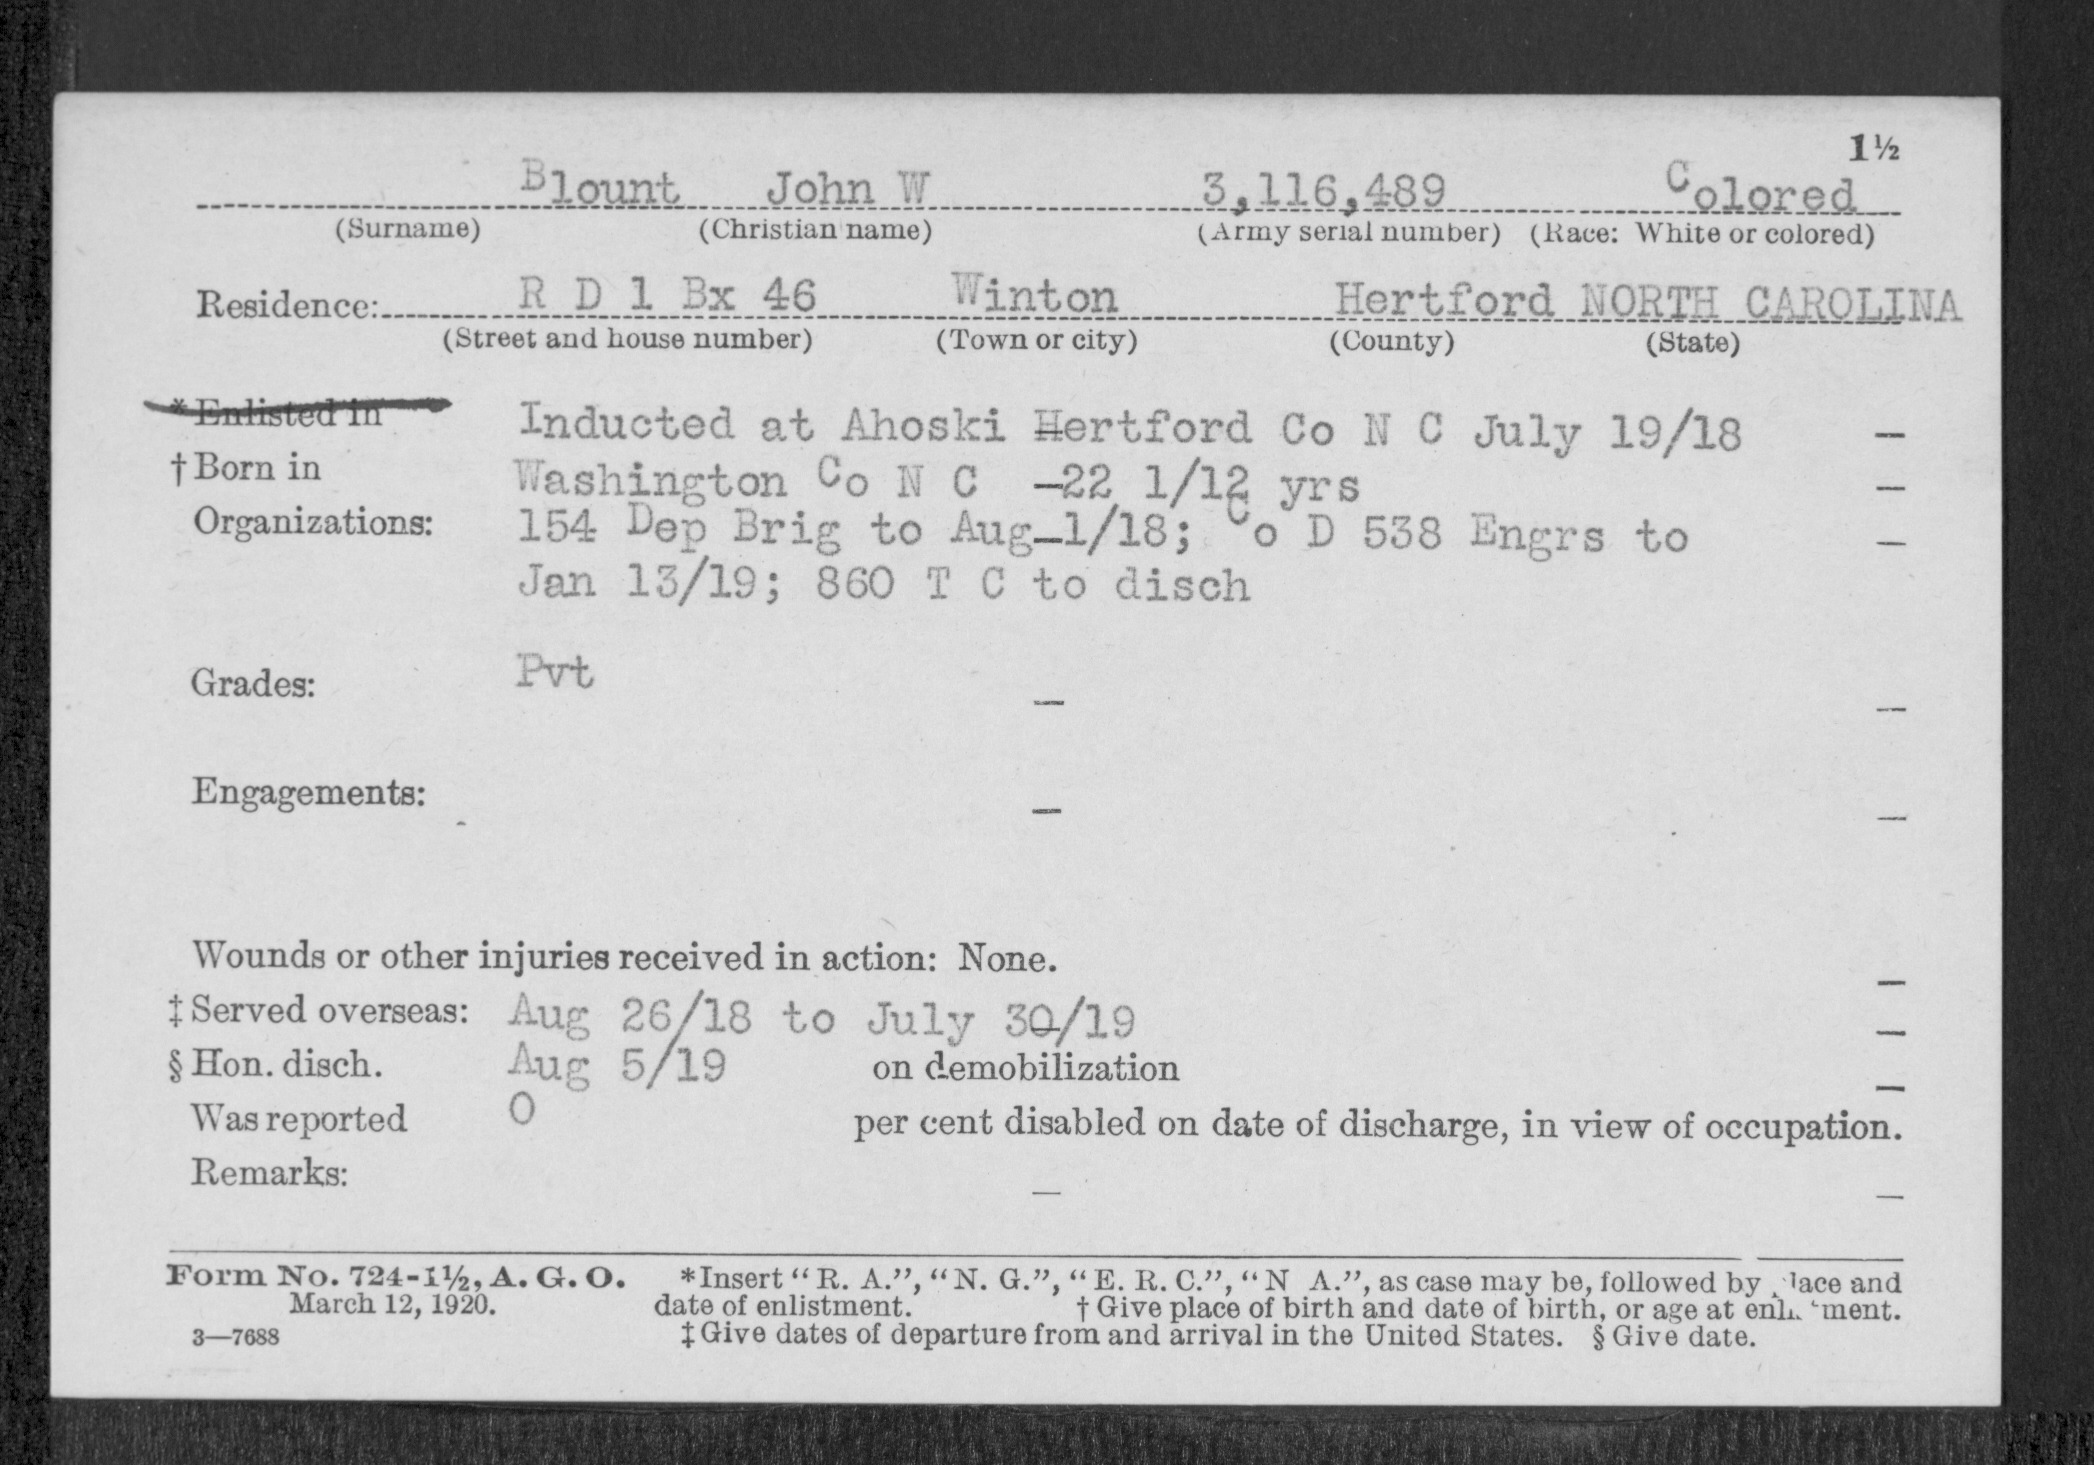 1½
Blount John W 3,116,489 Colored
(Surname) (Christian name) (Army serial number) (Race: White or colored)
Residence: R D 1 Bx 46 Winton Hertford NORTH CAROLINA
(Street and house number) (Town or city) (County) (State)
*Enlisted in Inducted at Ahoski Hertford Co N C July 19/18 —
†Born in Washington Co N C —22 1/12 yrs —
Organizations: 154 Dep Brig to Aug—1/18; Co D 538 Engrs to —
Jan 13/19; 860 T C to disch
Grades: Pvt — —
Engagements: — —
Wounds or other injuries received in action: None. —
‡Served overseas: Aug 26/18 to July 30/19 —
§Hon. disch. Aug 5/19 on demobilization —
Was reported 0 per cent disabled on date of discharge, in view of occupation.
Remarks: — —
Form No. 724-1½, A. G. O. *Insert "R. A.", "N. G.", "E. R. C.", "N A.", as case may be, followed by and
March 12, 1920. date of enlistment. †Give place of birth and date of birth, or age at
3—7688 ‡Give dates of departure from and arrival in the United States. §Give date.